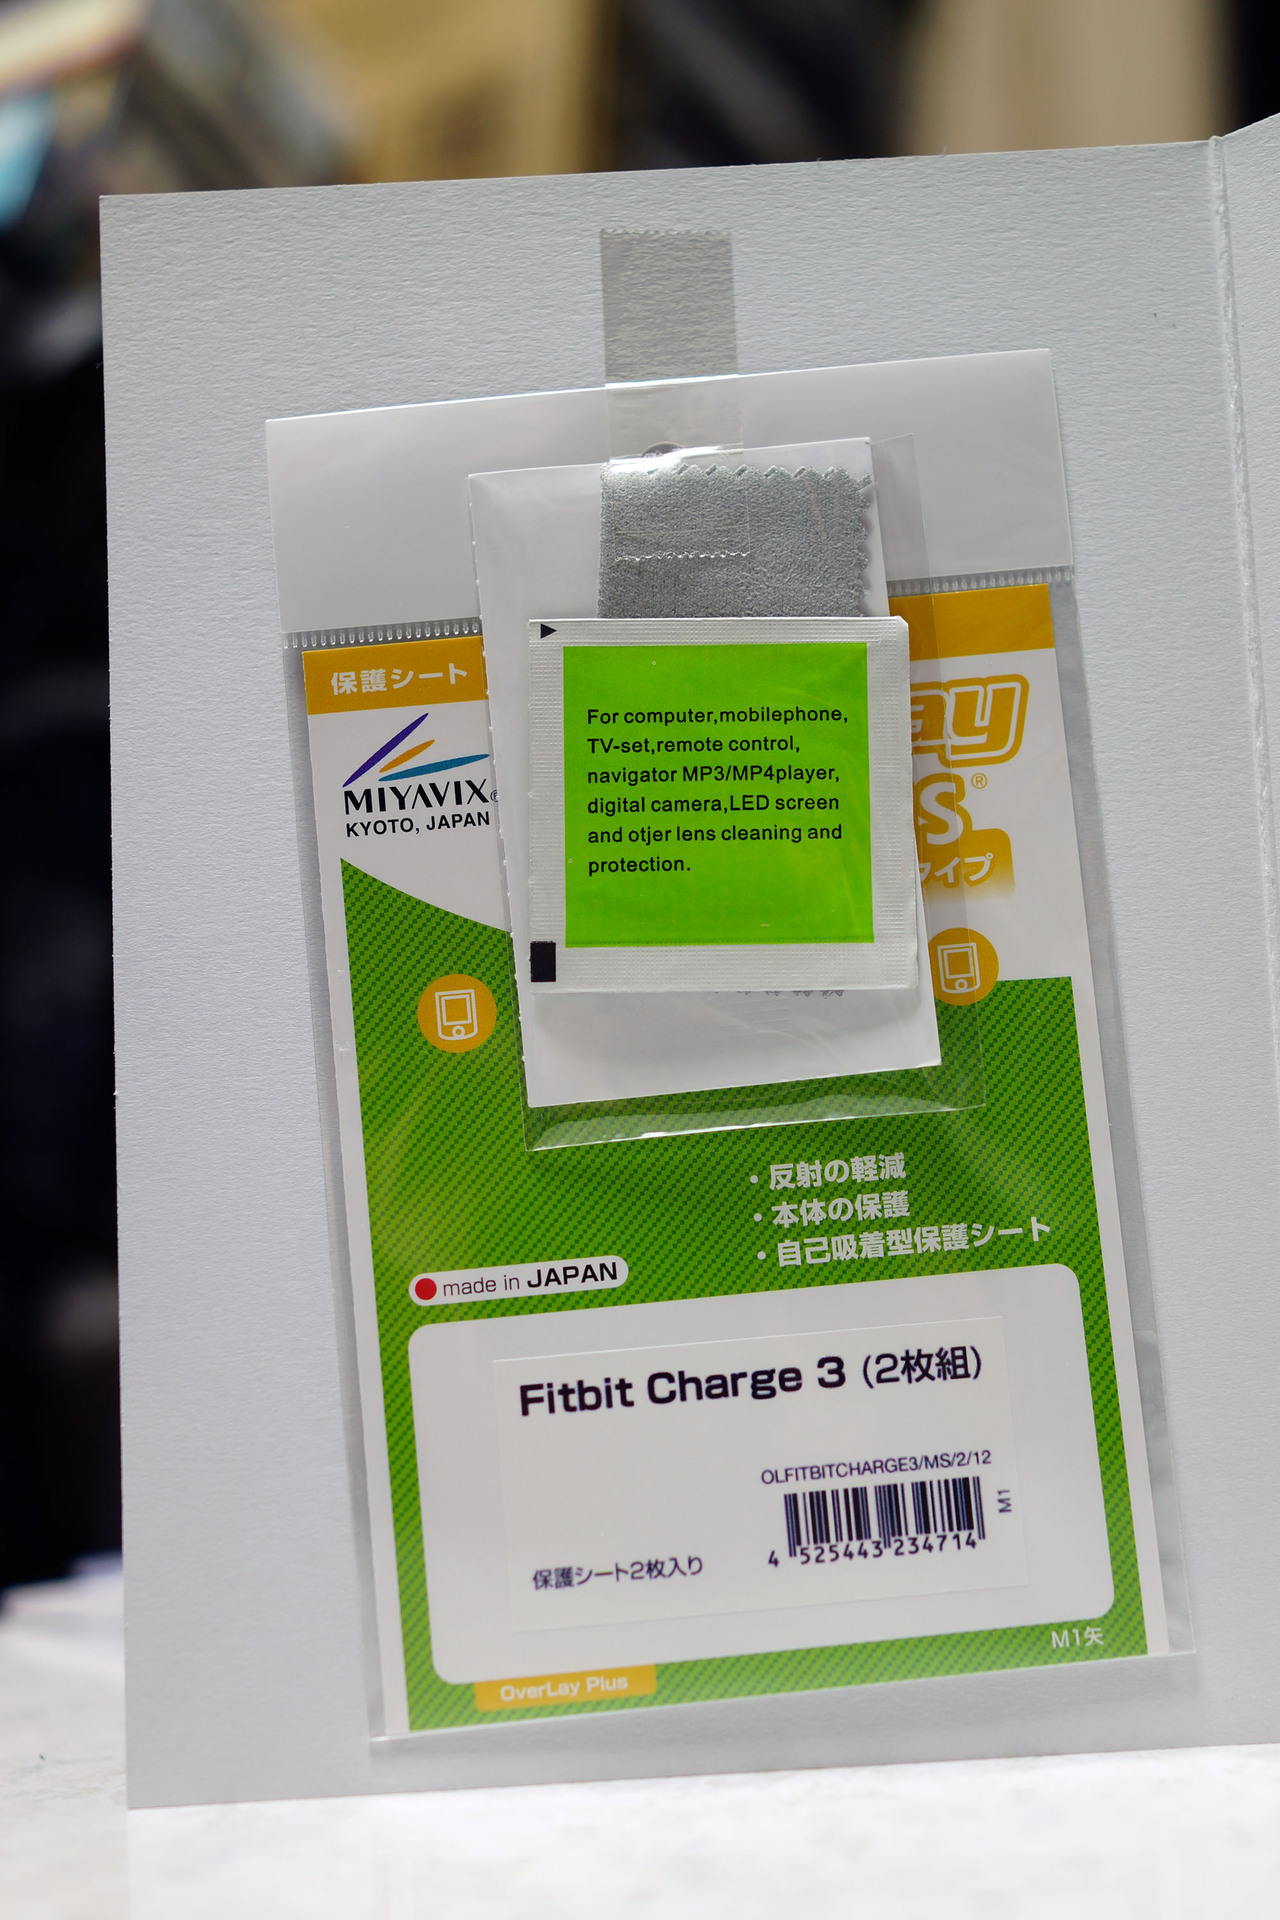 保護シート
MIYAVIX
KYOTO, JAPAN
ay
S®
イプ
For computer,mobilephone,
TV-set,remote control,
navigator MP3/MP4player,
digital camera,LED screen
and otjer lens cleaning and
protection.
・反射の軽減
・本体の保護
・自己吸着型保護シート
made in JAPAN
Fitbit Charge 3 (2枚組)
OLFITBITCHARGE3/MS/2/12
M1
4 525443 234714
保護シート2枚入り
M1矢
OverLay Plus